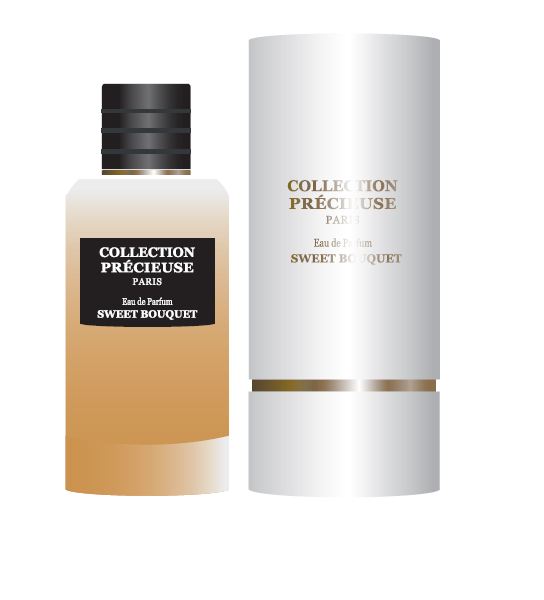 COLLECTION
PRÉCIEUSE
PARIS
Eau de Parfum
SWEET BOUQUET
COLLECTION
PRÉCIEUSE
PARIS
Eau de Parfum
SWEET BOUQUET